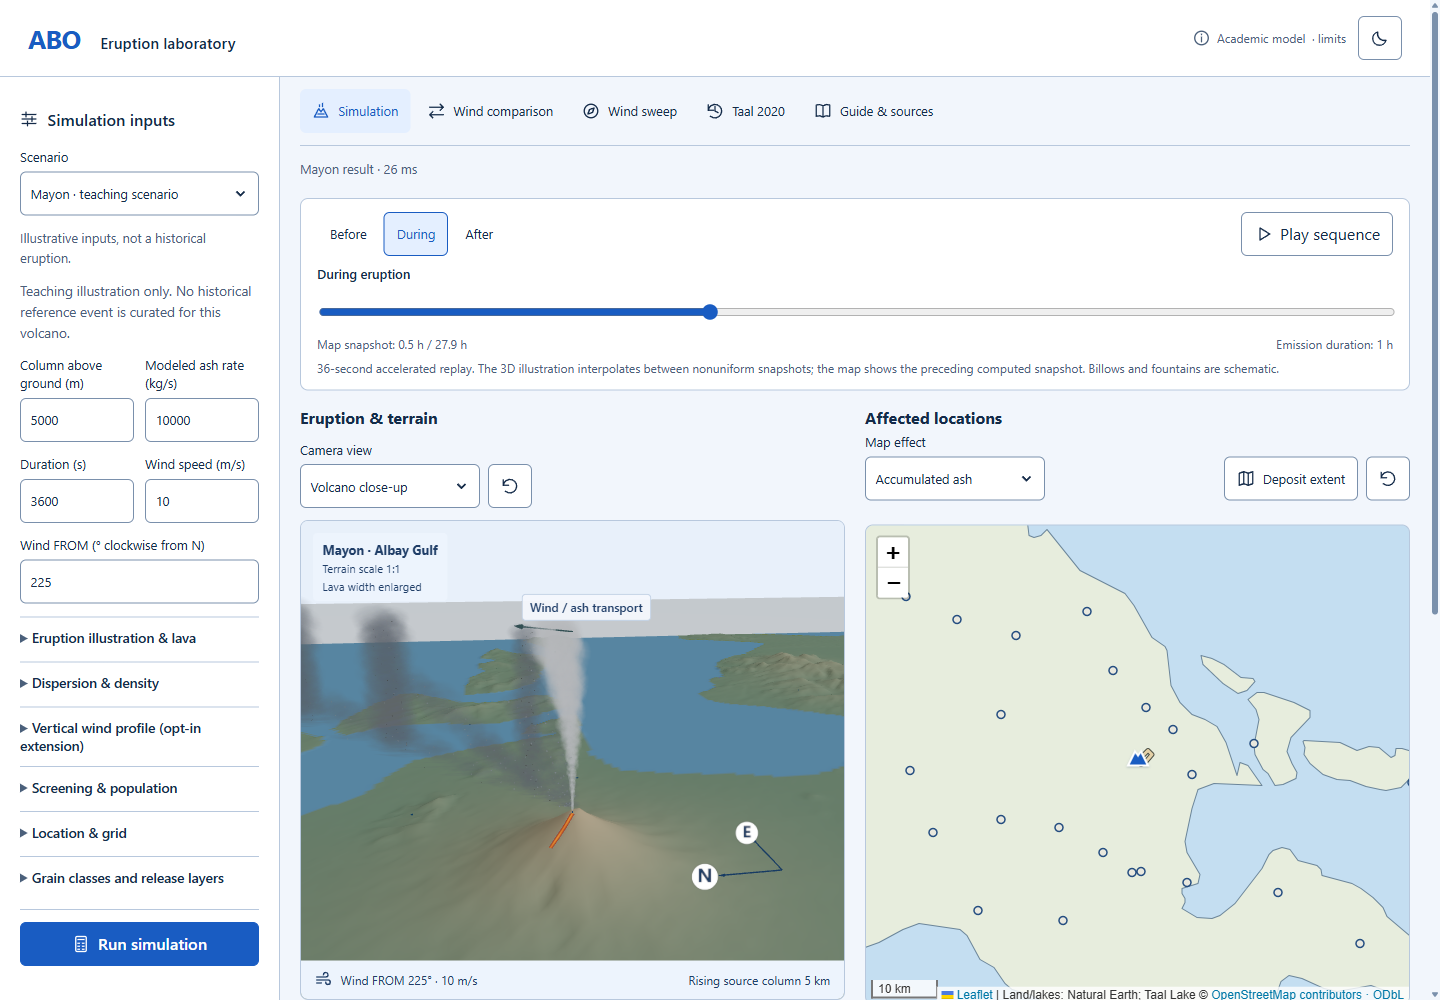 ABO Eruption laboratory
Academic model · limits
Simulation inputs
Scenario
Mayon · teaching scenario
Illustrative inputs, not a historical
eruption.
Teaching illustration only. No historical
reference event is curated for this
volcano.
Column above
ground (m)
Modeled ash rate
(kg/s)
5000
10000
Duration (s)
Wind speed (m/s)
3600
10
Wind FROM (° clockwise from N)
225
Eruption illustration & lava
Dispersion & density
Vertical wind profile (opt-in
extension)
Screening & population
Location & grid
Grain classes and release layers
Run simulation
Simulation
Wind comparison
Wind sweep
Taal 2020
Guide & sources
Mayon result · 26 ms
Before
During
After
Play sequence
During eruption
Map snapshot: 0.5 h / 27.9 h
Emission duration: 1 h
36-second accelerated replay. The 3D illustration interpolates between nonuniform snapshots; the map shows the preceding computed snapshot. Billows and fountains are schematic.
Eruption & terrain
Camera view
Volcano close-up
Mayon · Albay Gulf
Terrain scale 1:1
Lava width enlarged
Wind / ash transport
E
N
Wind FROM 225° · 10 m/s
Rising source column 5 km
Affected locations
Map effect
Accumulated ash
Deposit extent
+
−
10 km
Leaflet | Land/lakes: Natural Earth; Taal Lake © OpenStreetMap contributors · ODbL